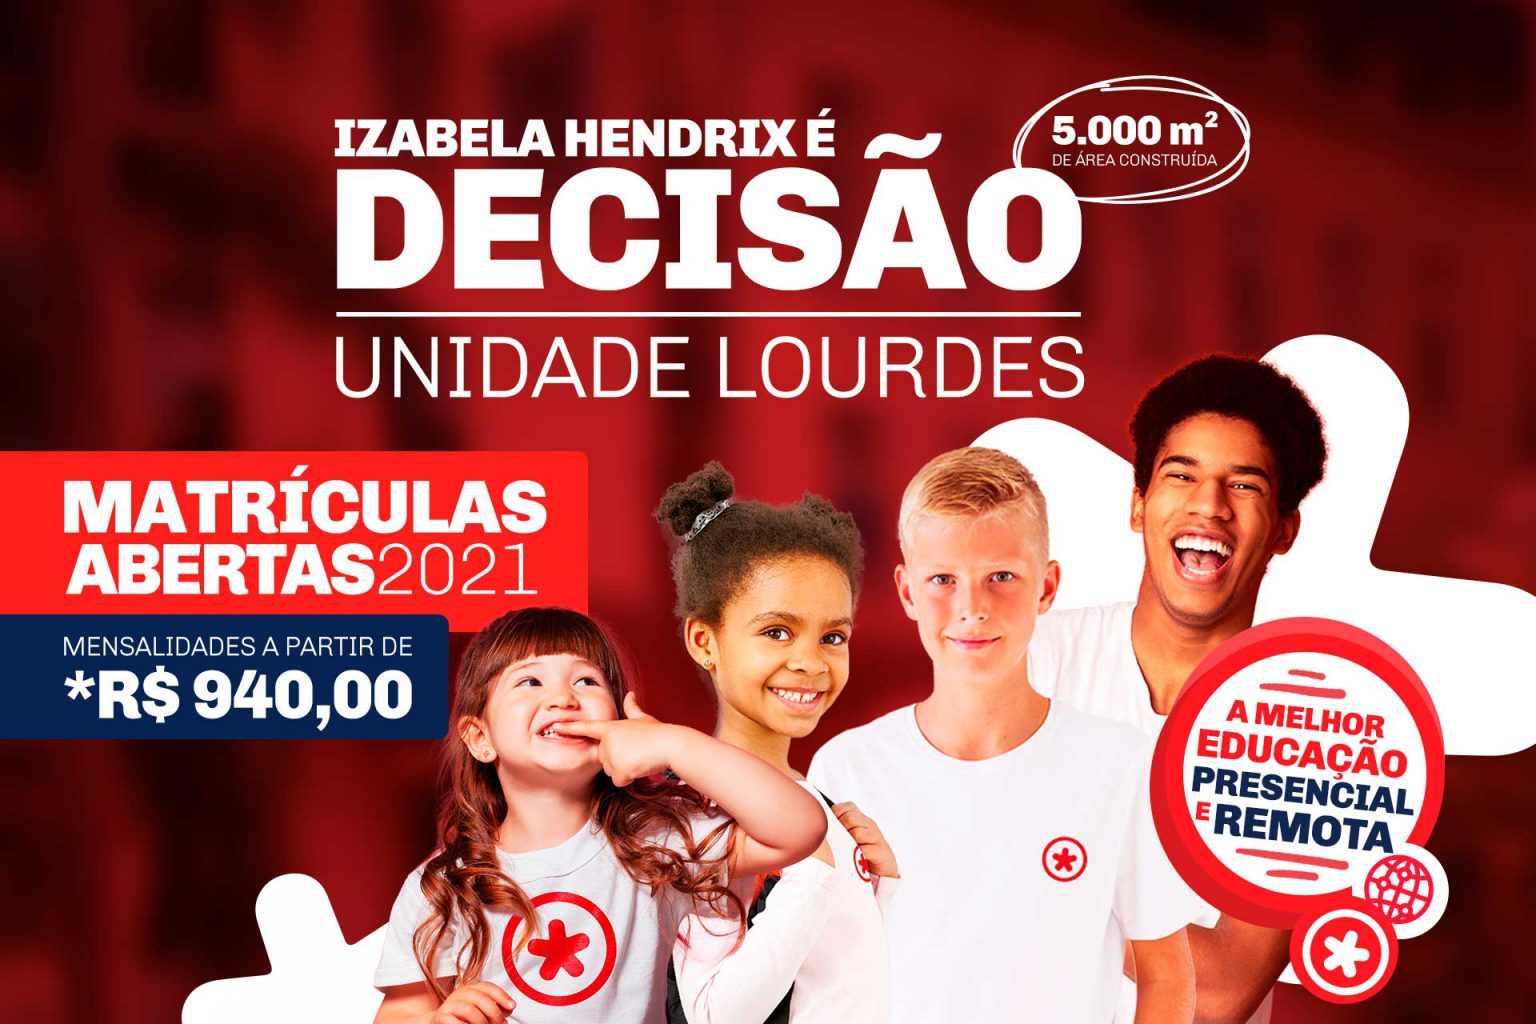 IZABELA HENDRIX É
DECISÃO
UNIDADE LOURDES
5.000 m²
DE ÁREA CONSTRUÍDA
MATRÍCULAS
ABERTAS2021
MENSALIDADES A PARTIR DE
*R$ 940,00
A MELHOR
EDUCAÇÃO
PRESENCIAL
E REMOTA